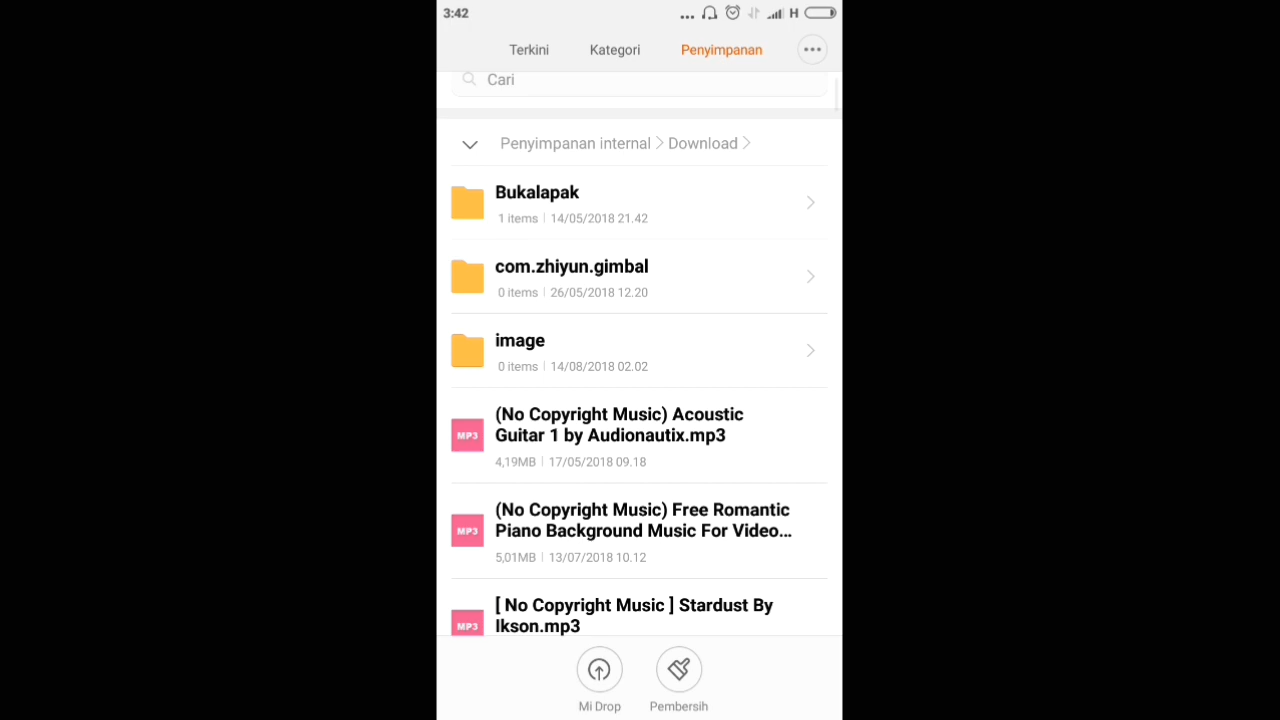 3:42
H
Terkini Kategori Penyimpanan
Cari
Penyimpanan internal Download
Bukalapak
1 items 14/05/2018 21.42
com.zhiyun.gimbal
0 items 26/05/2018 12.20
image
0 items 14/08/2018 02.02
(No Copyright Music) Acoustic
Guitar 1 by Audionautix.mp3
MP3
4,19MB 17/05/2018 09.18
(No Copyright Music) Free Romantic
Piano Background Music For Video...
MP3
5,01MB 13/07/2018 10.12
[ No Copyright Music ] Stardust By
Ikson.mp3
MP3
Mi Drop Pembersih